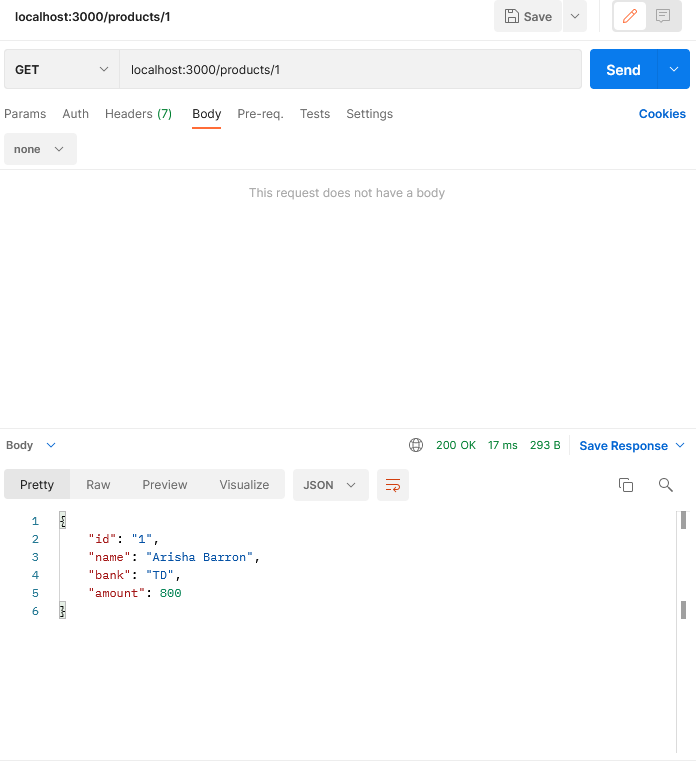 localhost:3000/products/1
Save
GET
localhost:3000/products/1
Send
Params Auth Headers (7) Body Pre-req. Tests Settings Cookies
none
This request does not have a body
Body 200 OK 17 ms 293 B Save Response
Pretty Raw Preview Visualize JSON
1 {
2 "id": "1",
3 "name": "Arisha Barron",
4 "bank": "TD",
5 "amount": 800
6 }